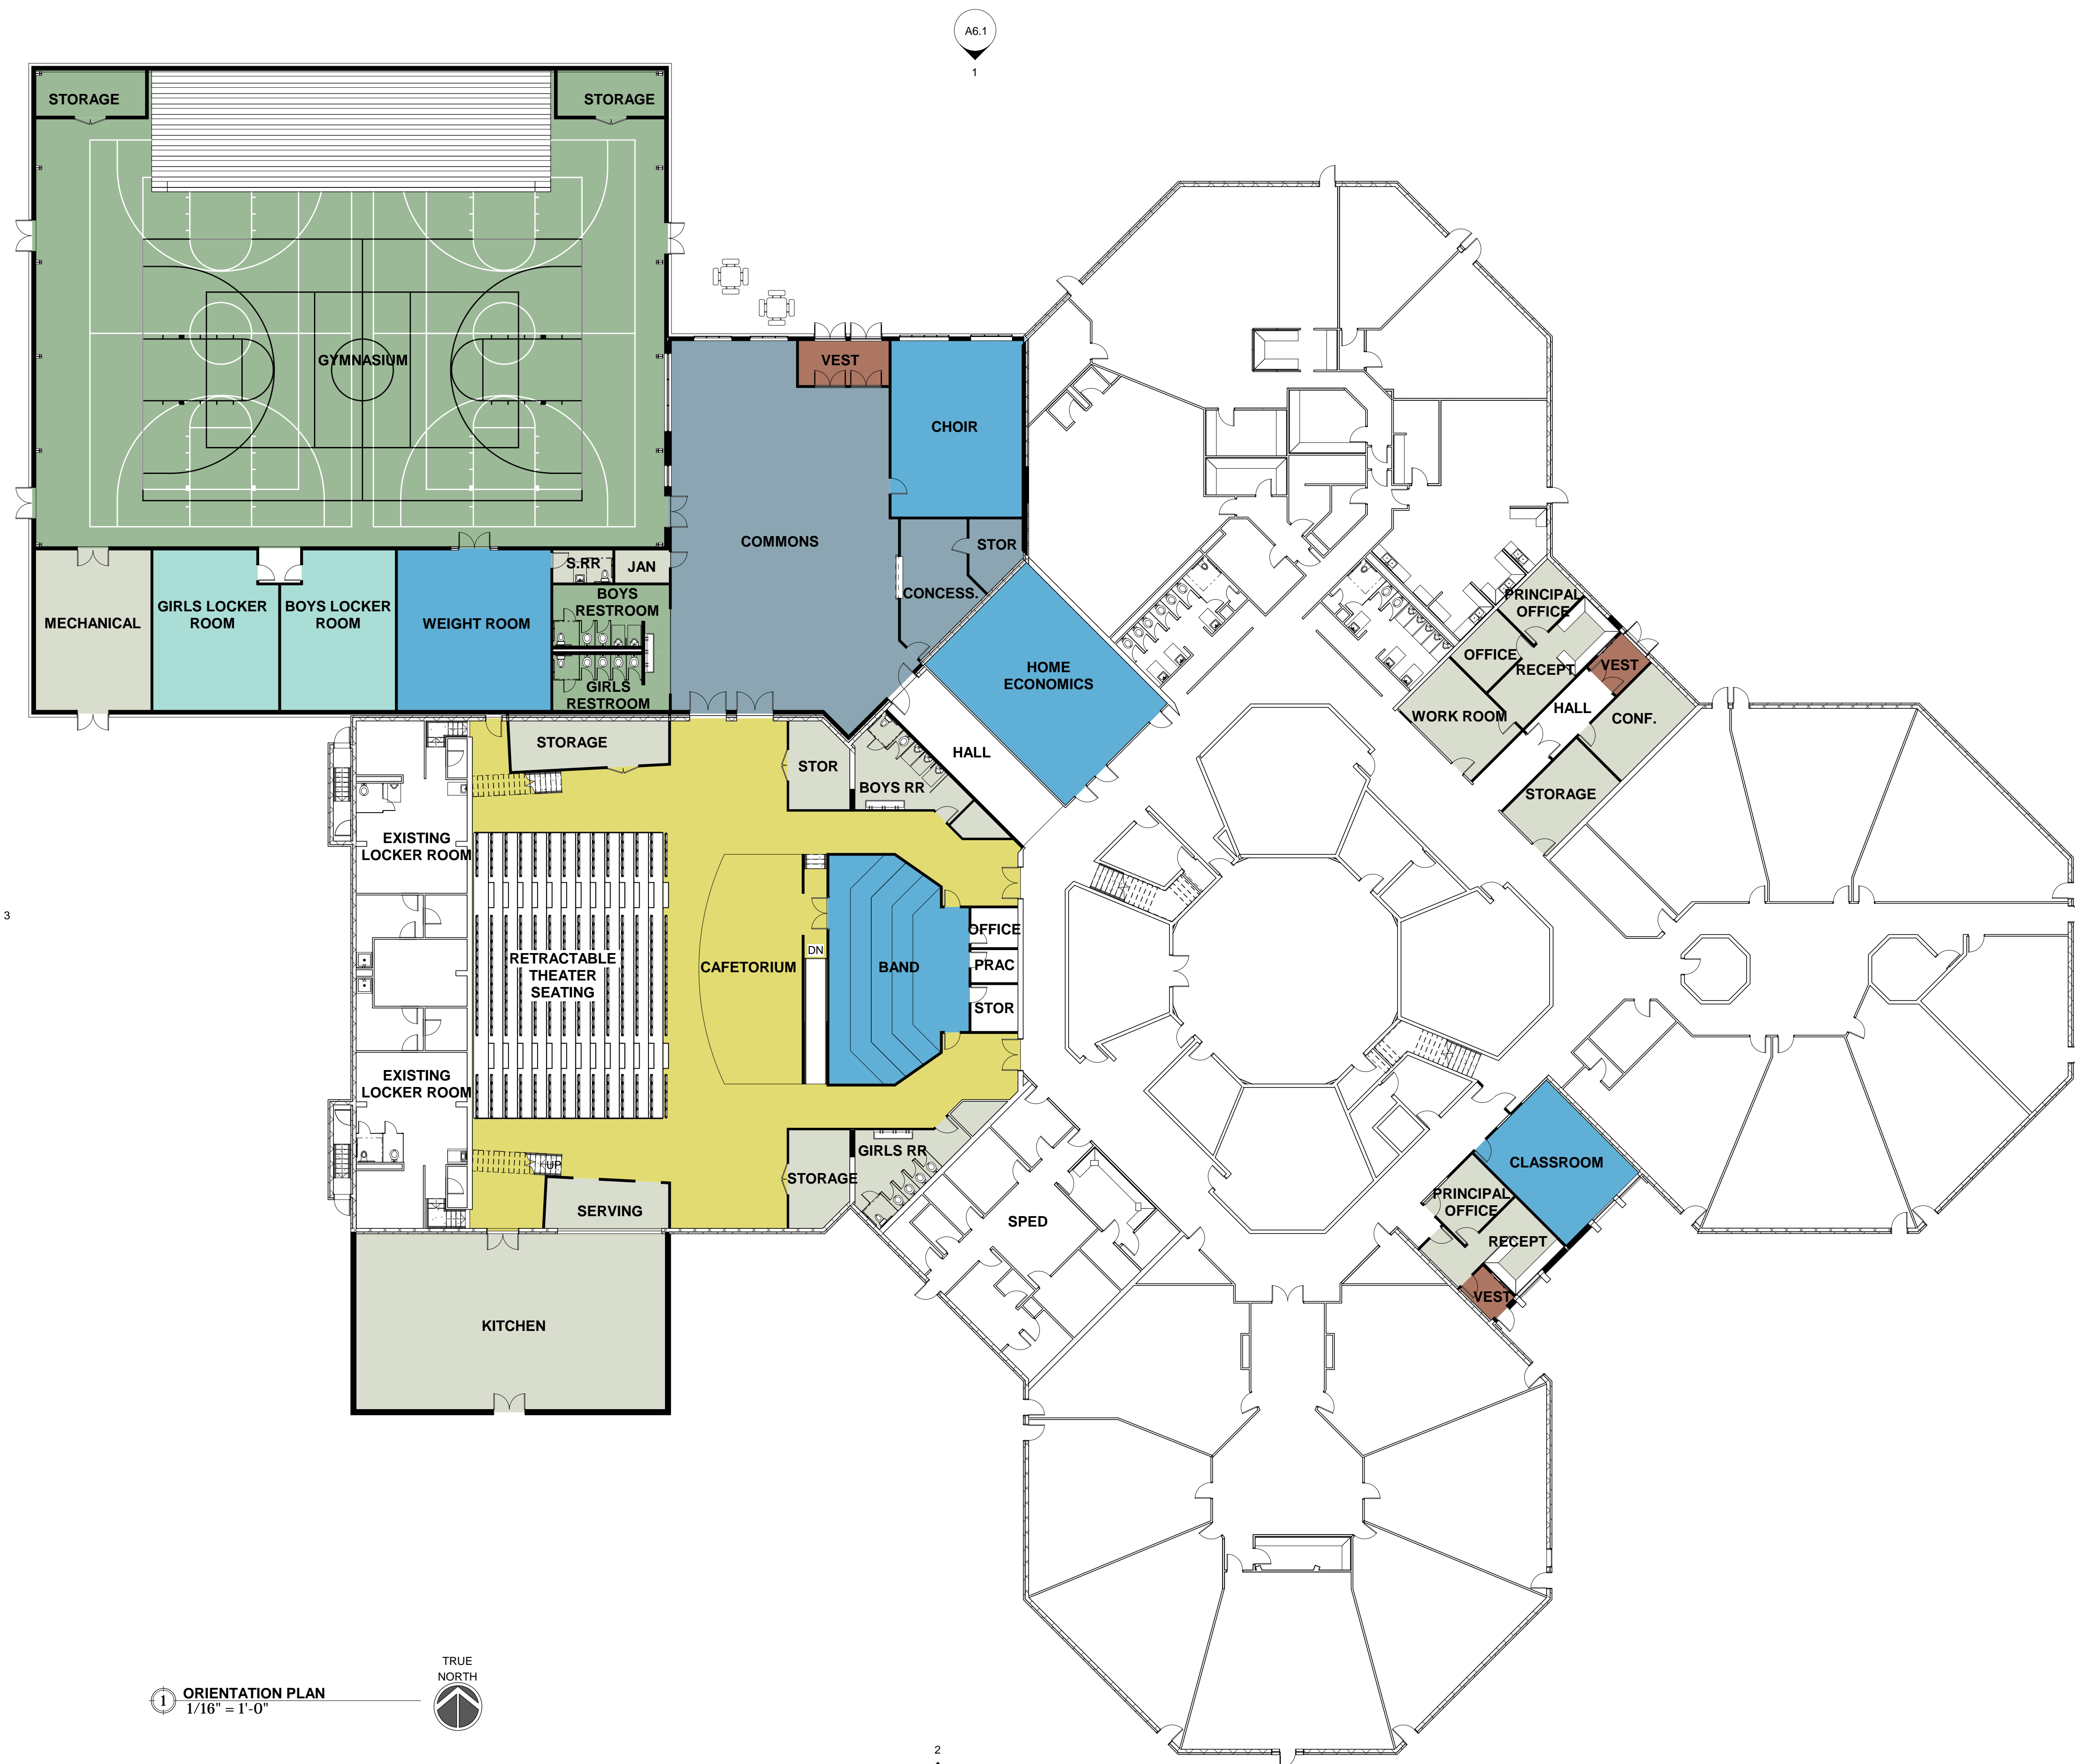 A6.1
1
STORAGE
STORAGE
GYMNASIUM
VEST
CHOIR
COMMONS
STOR
CONCESS.
S.RR
JAN
BOYS
RESTROOM
GIRLS
RESTROOM
MECHANICAL
GIRLS LOCKER
ROOM
BOYS LOCKER
ROOM
WEIGHT ROOM
HOME
ECONOMICS
PRINCIPAL
OFFICE
OFFICE
RECEPT
VEST
WORK ROOM
HALL
CONF.
STORAGE
STORAGE
STOR
BOYS RR
HALL
EXISTING
LOCKER ROOM
3
RETRACTABLE
THEATER
SEATING
CAFETORIUM
DN
BAND
OFFICE
PRAC
STOR
EXISTING
LOCKER ROOM
UP
SERVING
STORAGE
GIRLS RR
SPED
CLASSROOM
PRINCIPAL
OFFICE
RECEPT
VEST
KITCHEN
TRUE
NORTH
1
ORIENTATION PLAN
1/16" = 1'-0"
2